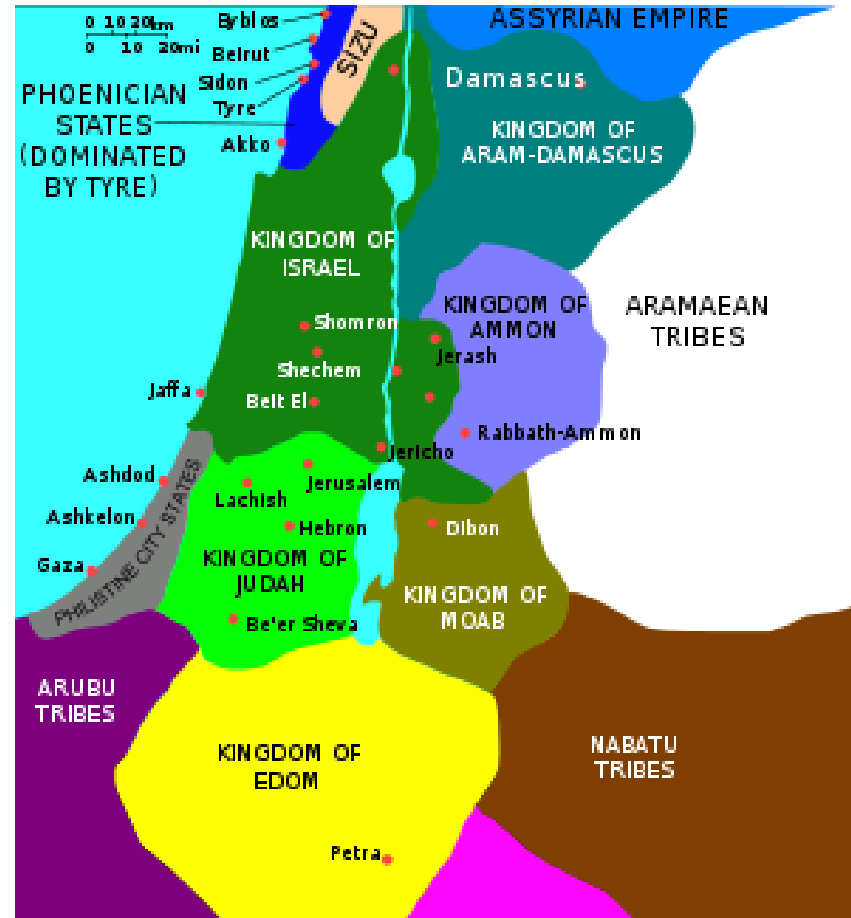 0 10 20km
0 10 20mi
Byblos
Beirut
Sidon
Tyre
Akko
PHOENICIAN
STATES
(DOMINATED
BY TYRE)
SIZU
ASSYRIAN EMPIRE
Damascus
KINGDOM OF
ARAM-DAMASCUS
KINGDOM OF
ISRAEL
KINGDOM OF
AMMON
ARAMAEAN
TRIBES
Shomron
Shechem
Jerash
Jaffa
Beit El
Rabbath-Ammon
Jericho
Ashdod
Jerusalem
Lachish
Ashkelon
Hebron
Dibon
Gaza
PHILISTINE CITY STATES
KINGDOM OF
JUDAH
KINGDOM OF
MOAB
Be'er Sheva
ARUBU
TRIBES
KINGDOM OF
EDOM
NABATU
TRIBES
Petra